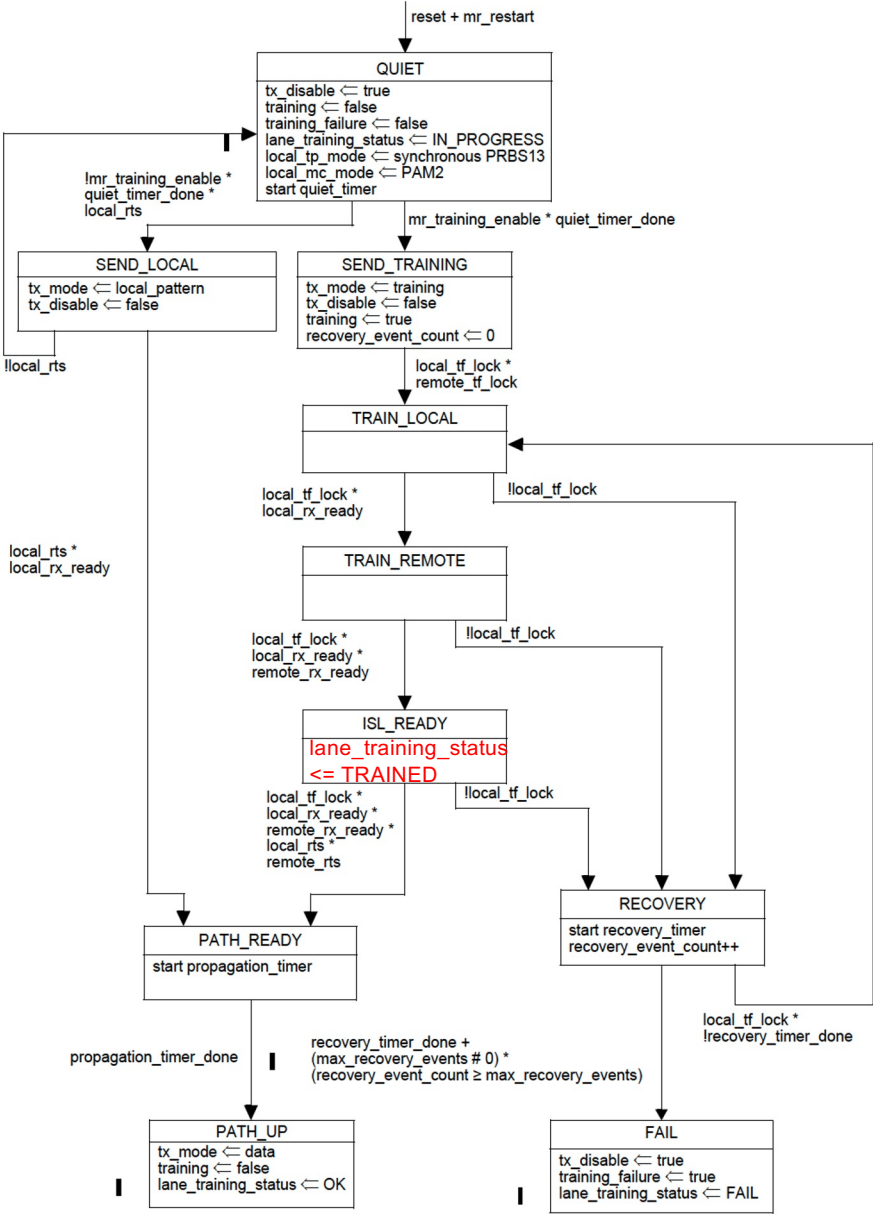 reset + mr_restart
QUIET
tx_disable ⇐ true
training ⇐ false
training_failure ⇐ false
lane_training_status ⇐ IN_PROGRESS
local_tp_mode ⇐ synchronous PRBS13
local_mc_mode ⇐ PAM2
start quiet_timer
!mr_training_enable *
quiet_timer_done *
local_rts
mr_training_enable * quiet_timer_done
SEND_LOCAL
tx_mode ⇐ local_pattern
tx_disable ⇐ false
!local_rts
SEND_TRAINING
tx_mode ⇐ training
tx_disable ⇐ false
training ⇐ true
recovery_event_count ⇐ 0
local_tf_lock *
remote_tf_lock
TRAIN_LOCAL
local_tf_lock *
local_rx_ready
!local_tf_lock
local_rts *
local_rx_ready
TRAIN_REMOTE
local_tf_lock *
local_rx_ready *
remote_rx_ready
!local_tf_lock
ISL_READY
lane_training_status
<= TRAINED
local_tf_lock *
local_rx_ready *
remote_rx_ready *
local_rts *
remote_rts
!local_tf_lock
RECOVERY
start recovery_timer
recovery_event_count++
PATH_READY
start propagation_timer
local_tf_lock *
!recovery_timer_done
propagation_timer_done
recovery_timer_done +
(max_recovery_events # 0) *
(recovery_event_count ≥ max_recovery_events)
PATH_UP
tx_mode ⇐ data
training ⇐ false
lane_training_status ⇐ OK
FAIL
tx_disable ⇐ true
training_failure ⇐ true
lane_training_status ⇐ FAIL